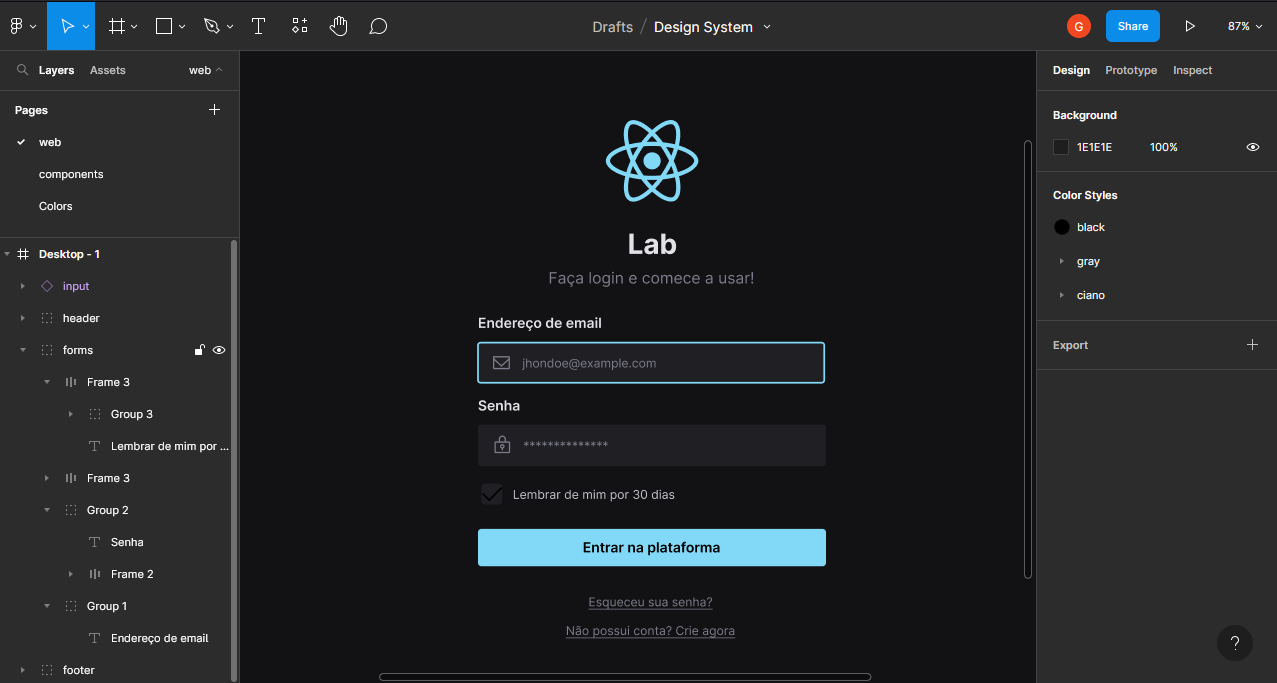 Drafts / Design System
G
Share
87%
Layers
Assets
web
Pages
web
components
Colors
Desktop - 1
input
header
forms
Frame 3
Group 3
Lembrar de mim por ...
Frame 3
Group 2
Senha
Frame 2
Group 1
Endereço de email
footer
Lab
Faça login e comece a usar!
Endereço de email
jhondoe@example.com
Senha
**************
Lembrar de mim por 30 dias
Entrar na plataforma
Esqueceu sua senha?
Não possui conta? Crie agora
Design
Prototype
Inspect
Background
1E1E1E
100%
Color Styles
black
gray
ciano
Export
?